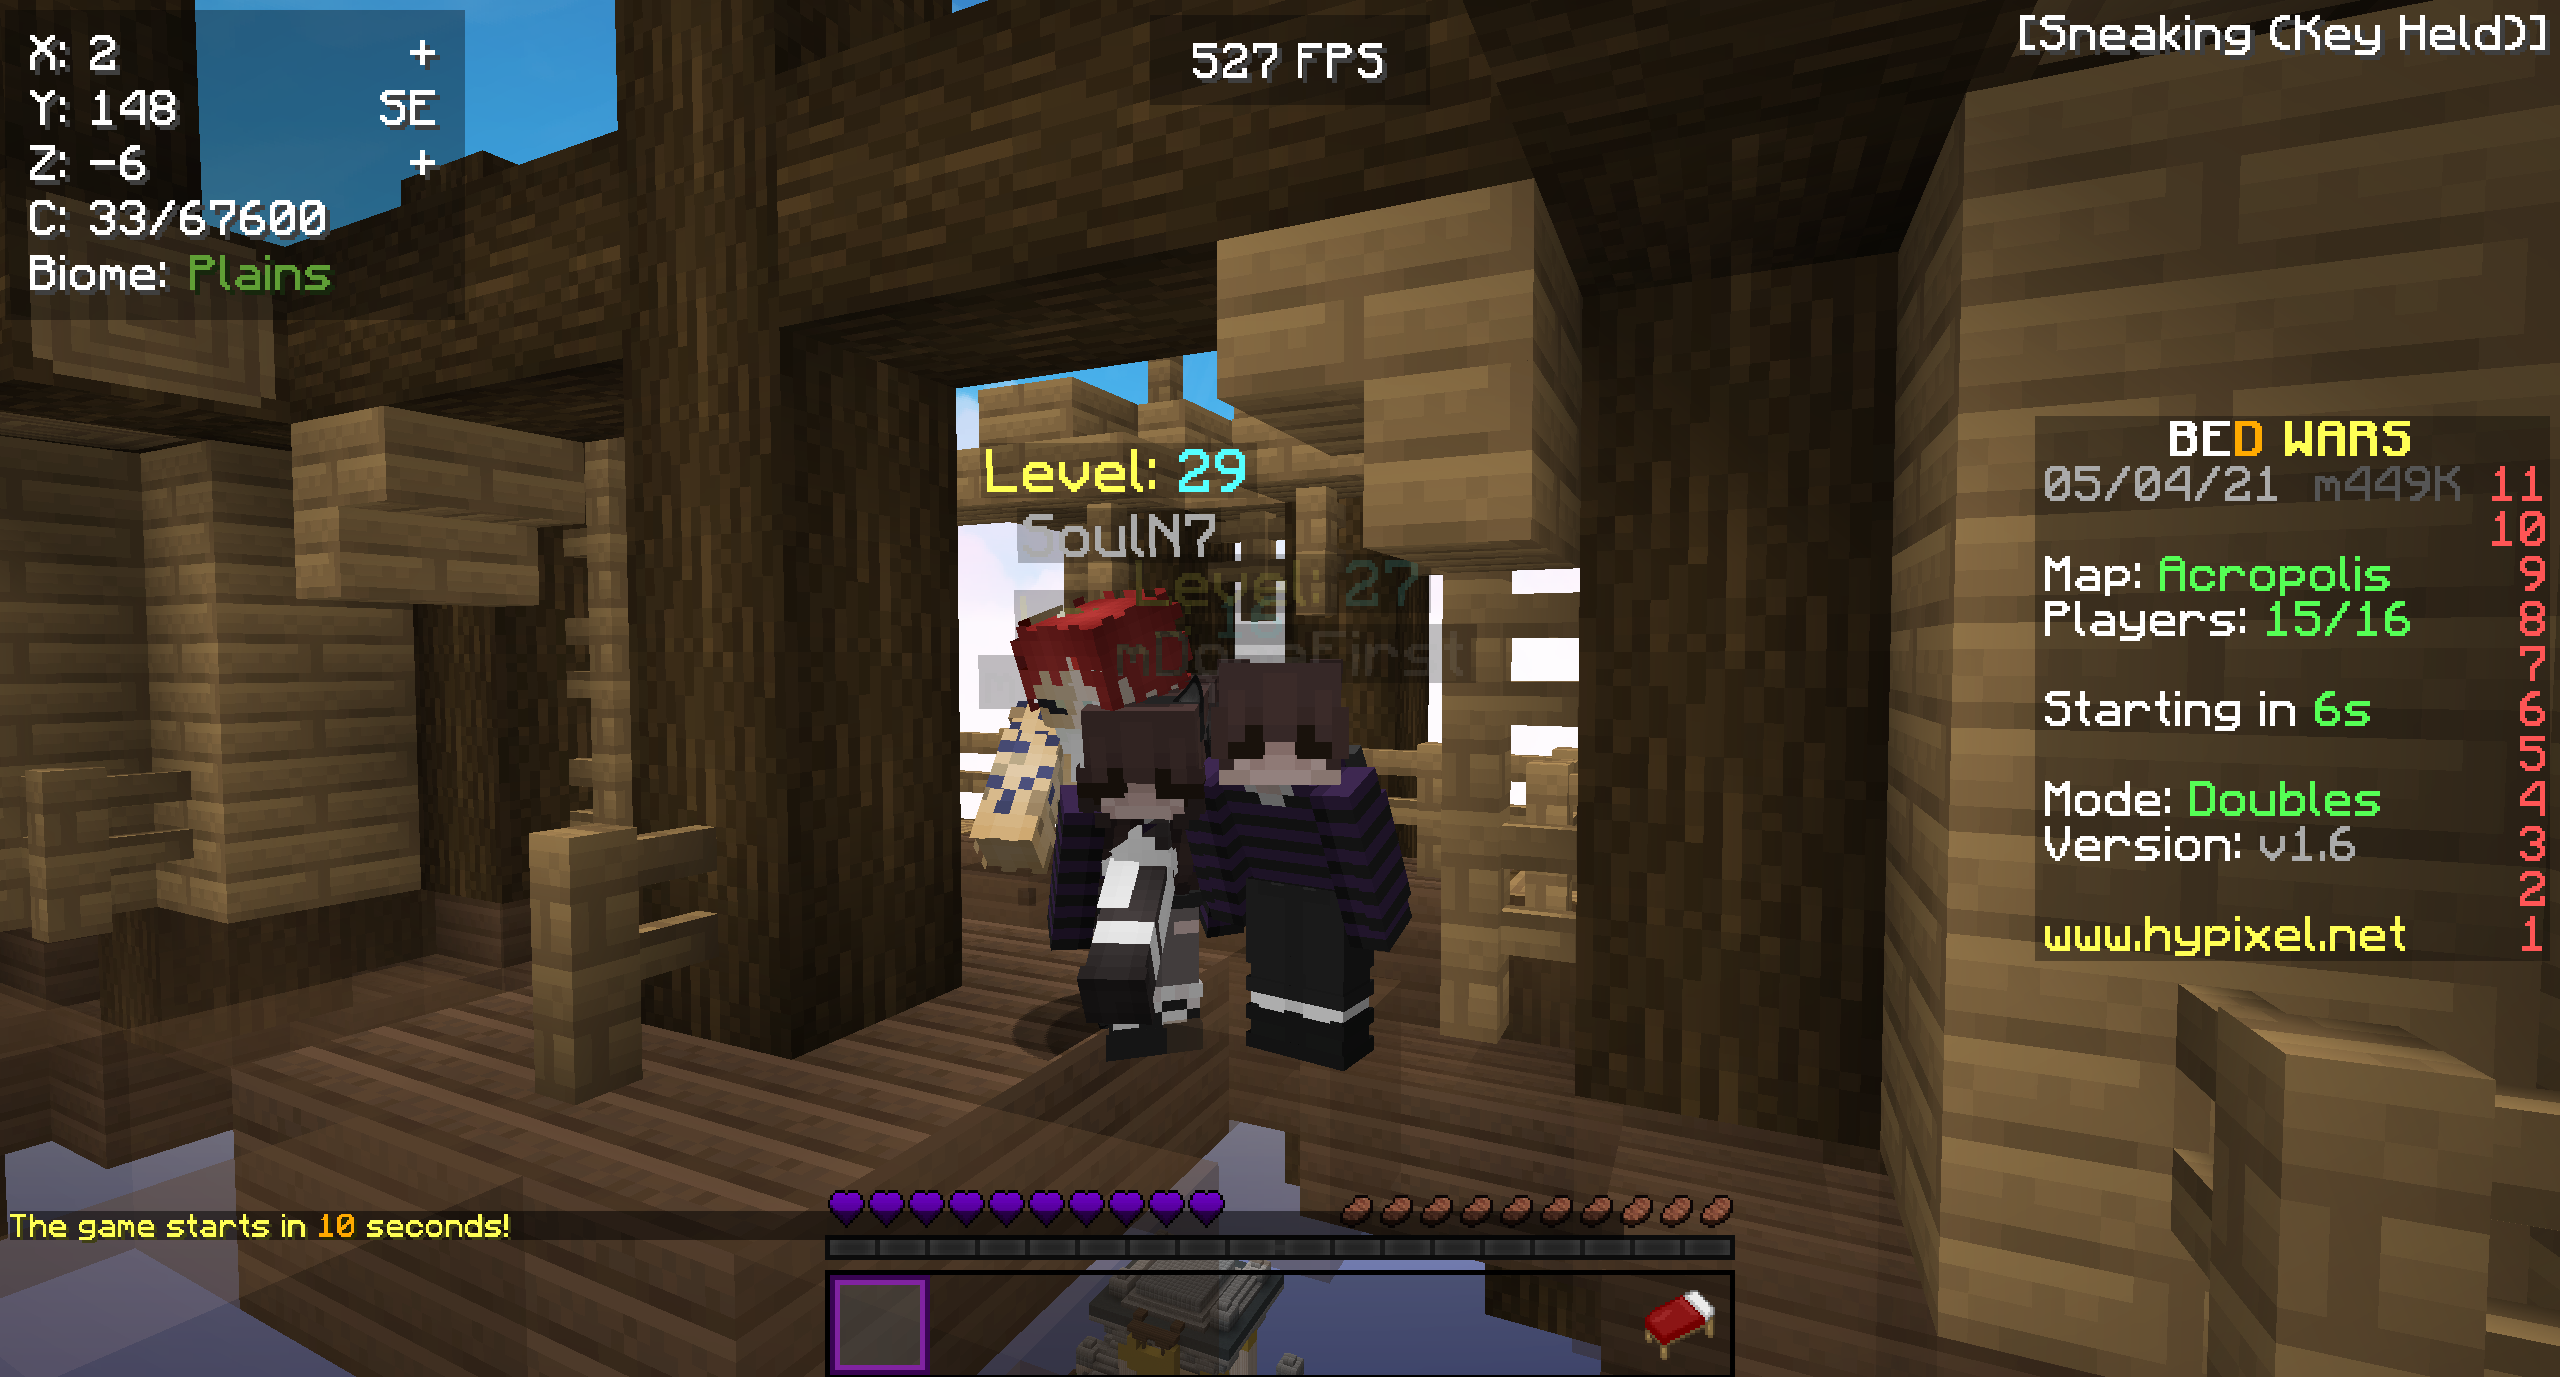 X: 2 +
Y: 148 SE
Z: -6 +
C: 33/67600
Biome: Plains
527 FPS
[Sneaking (Key Held)]
Level: 29
SoulN7
Level: 27
BED WARS
05/04/21 m449K 11
10
Map: Acropolis 9
Players: 15/16 8
7
Starting in 6s 6
5
Mode: Doubles 4
Version: v1.6 3
2
www.hypixel.net 1
The game starts in 10 seconds!